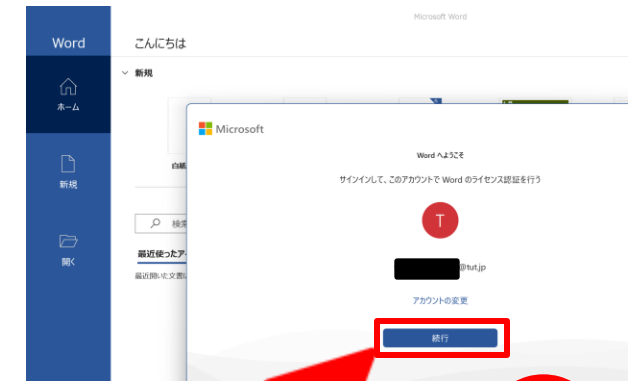 Microsoft Word
Word
こんにちは
新規
ホーム
Microsoft
Word へようこそ
白紙
サインインして、このアカウントで Word のライセンス認証を行う
新規
T
検索
最近使ったア
@tut.jp
開く
最近開いた文書
アカウントの変更
続行